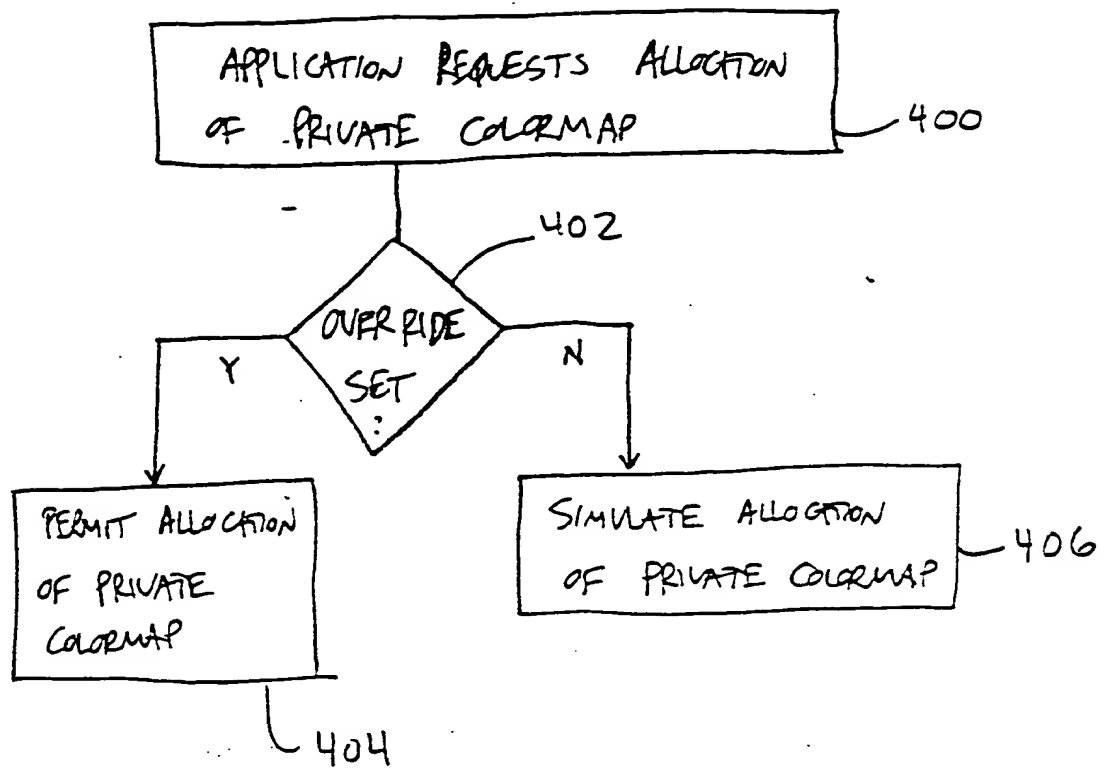 APPLICATION REQUESTS ALLOCATION
OF PRIVATE COLORMAP
400
402
OVERRIDE
SET
?
Y
N
PERMIT ALLOCATION
OF PRIVATE
COLORMAP
404
SIMULATE ALLOCATION
OF PRIVATE COLORMAP
406